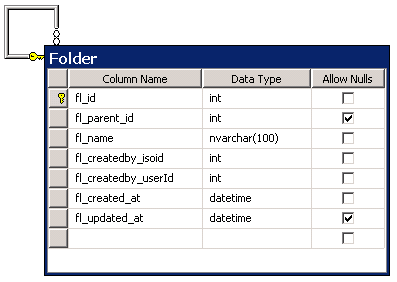 Folder
Column Name Data Type Allow Nulls
fl_id int
fl_parent_id int
fl_name nvarchar(100)
fl_createdby_isoid int
fl_createdby_userId int
fl_created_at datetime
fl_updated_at datetime